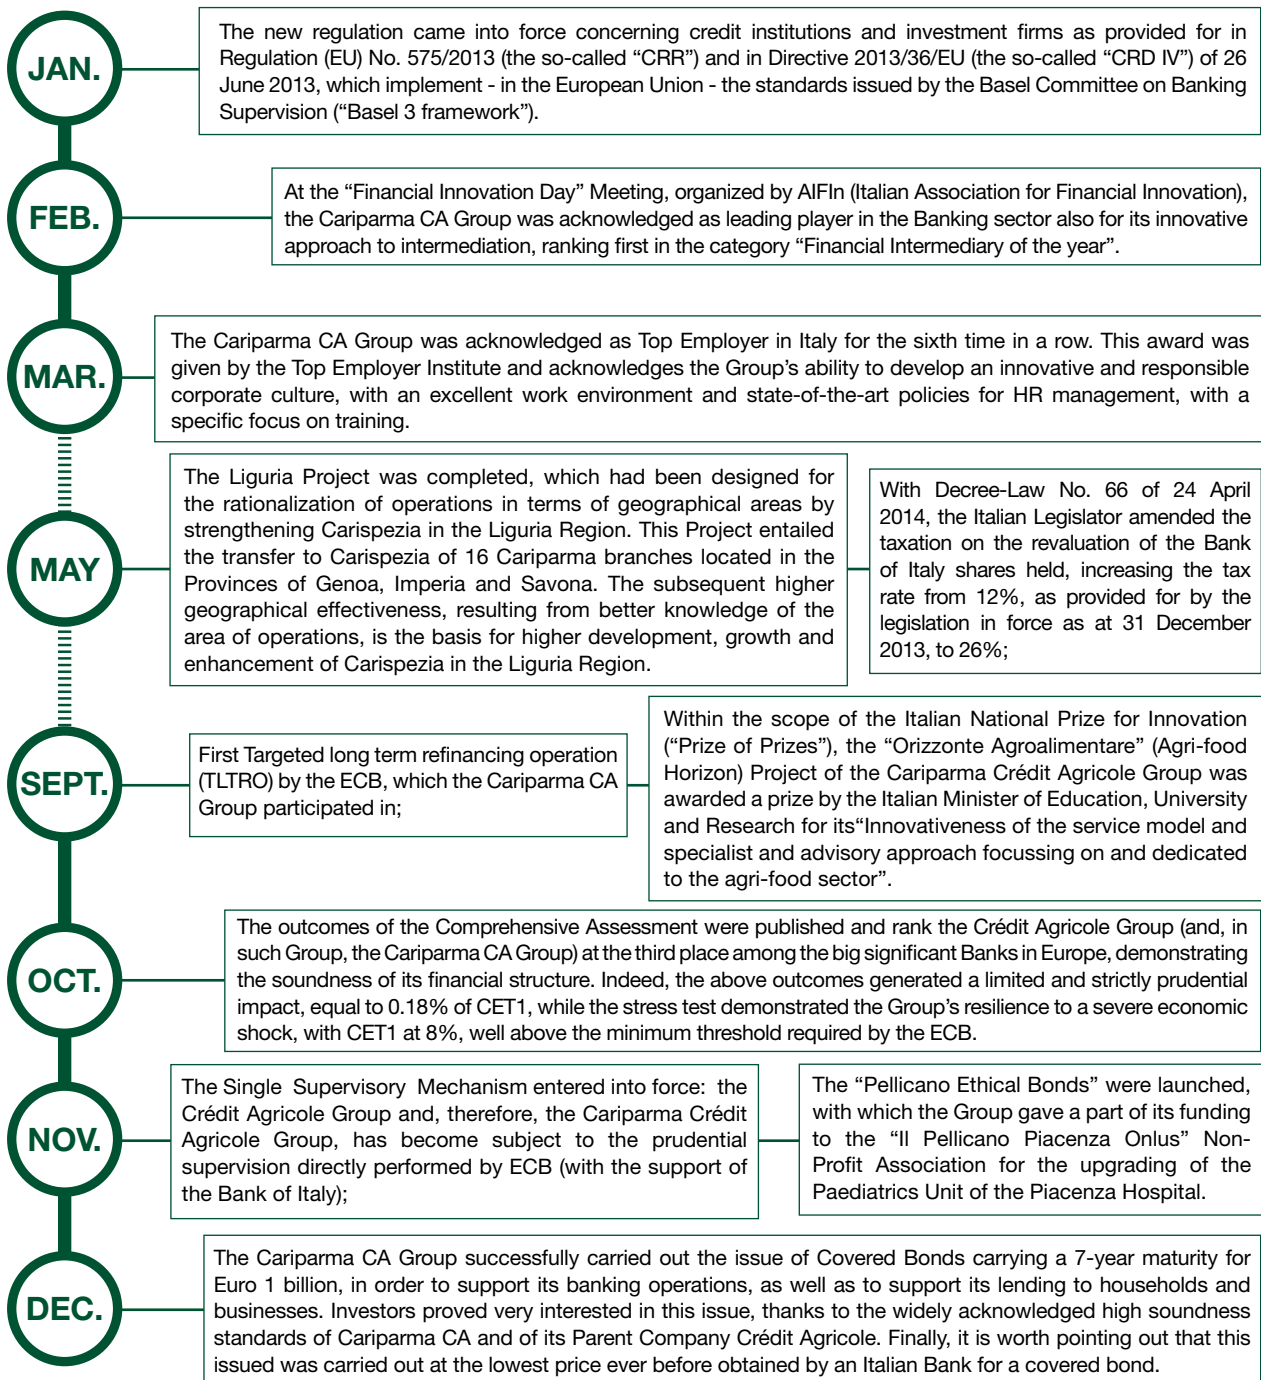 JAN.
The new regulation came into force concerning credit institutions and investment firms as provided for in
Regulation (EU) No. 575/2013 (the so-called “CRR”) and in Directive 2013/36/EU (the so-called “CRD IV”) of 26
June 2013, which implement - in the European Union - the standards issued by the Basel Committee on Banking
Supervision (“Basel 3 framework”).
FEB.
At the “Financial Innovation Day” Meeting, organized by AIFIn (Italian Association for Financial Innovation),
the Cariparma CA Group was acknowledged as leading player in the Banking sector also for its innovative
approach to intermediation, ranking first in the category “Financial Intermediary of the year”.
MAR.
The Cariparma CA Group was acknowledged as Top Employer in Italy for the sixth time in a row. This award was
given by the Top Employer Institute and acknowledges the Group’s ability to develop an innovative and responsible
corporate culture, with an excellent work environment and state-of-the-art policies for HR management, with a
specific focus on training.
MAY
The Liguria Project was completed, which had been designed for
the rationalization of operations in terms of geographical areas by
strengthening Carispezia in the Liguria Region. This Project entailed
the transfer to Carispezia of 16 Cariparma branches located in the
Provinces of Genoa, Imperia and Savona. The subsequent higher
geographical effectiveness, resulting from better knowledge of the
area of operations, is the basis for higher development, growth and
enhancement of Carispezia in the Liguria Region.
With Decree-Law No. 66 of 24 April
2014, the Italian Legislator amended the
taxation on the revaluation of the Bank
of Italy shares held, increasing the tax
rate from 12%, as provided for by the
legislation in force as at 31 December
2013, to 26%;
SEPT.
First Targeted long term refinancing operation
(TLTRO) by the ECB, which the Cariparma CA
Group participated in;
Within the scope of the Italian National Prize for Innovation
(“Prize of Prizes”), the “Orizzonte Agroalimentare” (Agri-food
Horizon) Project of the Cariparma Crédit Agricole Group was
awarded a prize by the Italian Minister of Education, University
and Research for its“Innovativeness of the service model and
specialist and advisory approach focussing on and dedicated
to the agri-food sector”.
OCT.
The outcomes of the Comprehensive Assessment were published and rank the Crédit Agricole Group (and, in
such Group, the Cariparma CA Group) at the third place among the big significant Banks in Europe, demonstrating
the soundness of its financial structure. Indeed, the above outcomes generated a limited and strictly prudential
impact, equal to 0.18% of CET1, while the stress test demonstrated the Group’s resilience to a severe economic
shock, with CET1 at 8%, well above the minimum threshold required by the ECB.
NOV.
The Single Supervisory Mechanism entered into force: the
Crédit Agricole Group and, therefore, the Cariparma Crédit
Agricole Group, has become subject to the prudential
supervision directly performed by ECB (with the support of
the Bank of Italy);
The “Pellicano Ethical Bonds” were launched,
with which the Group gave a part of its funding
to the “Il Pellicano Piacenza Onlus” Non-
Profit Association for the upgrading of the
Paediatrics Unit of the Piacenza Hospital.
DEC.
The Cariparma CA Group successfully carried out the issue of Covered Bonds carrying a 7-year maturity for
Euro 1 billion, in order to support its banking operations, as well as to support its lending to households and
businesses. Investors proved very interested in this issue, thanks to the widely acknowledged high soundness
standards of Cariparma CA and of its Parent Company Crédit Agricole. Finally, it is worth pointing out that this
issued was carried out at the lowest price ever before obtained by an Italian Bank for a covered bond.